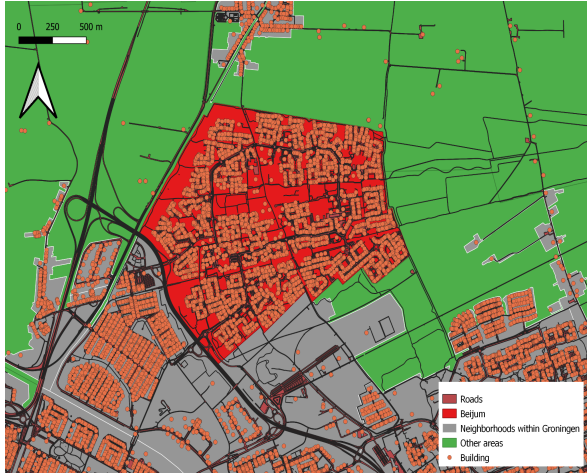 0 250 500 m
Roads
Beijum
Neighborhoods within Groningen
Other areas
Building